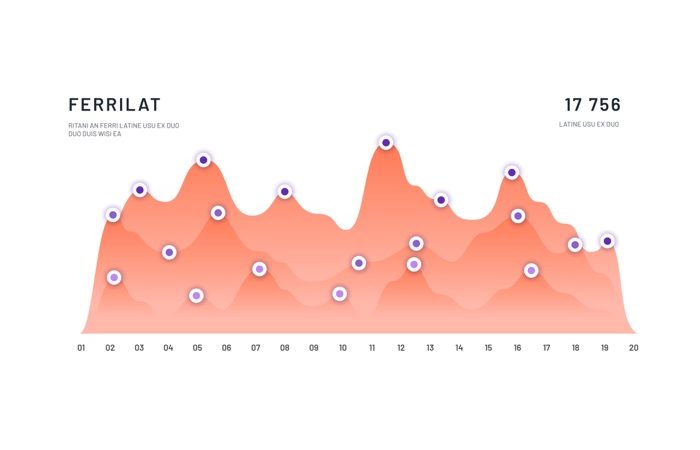 FERRILAT
RITANI AN FERRI LATINE USU EX DUO
DUO DUIS WISI EA
17 756
LATINE USU EX DUO
01 02 03 04 05 06 07 08 09 10 11 12 13 14 15 16 17 18 19 20